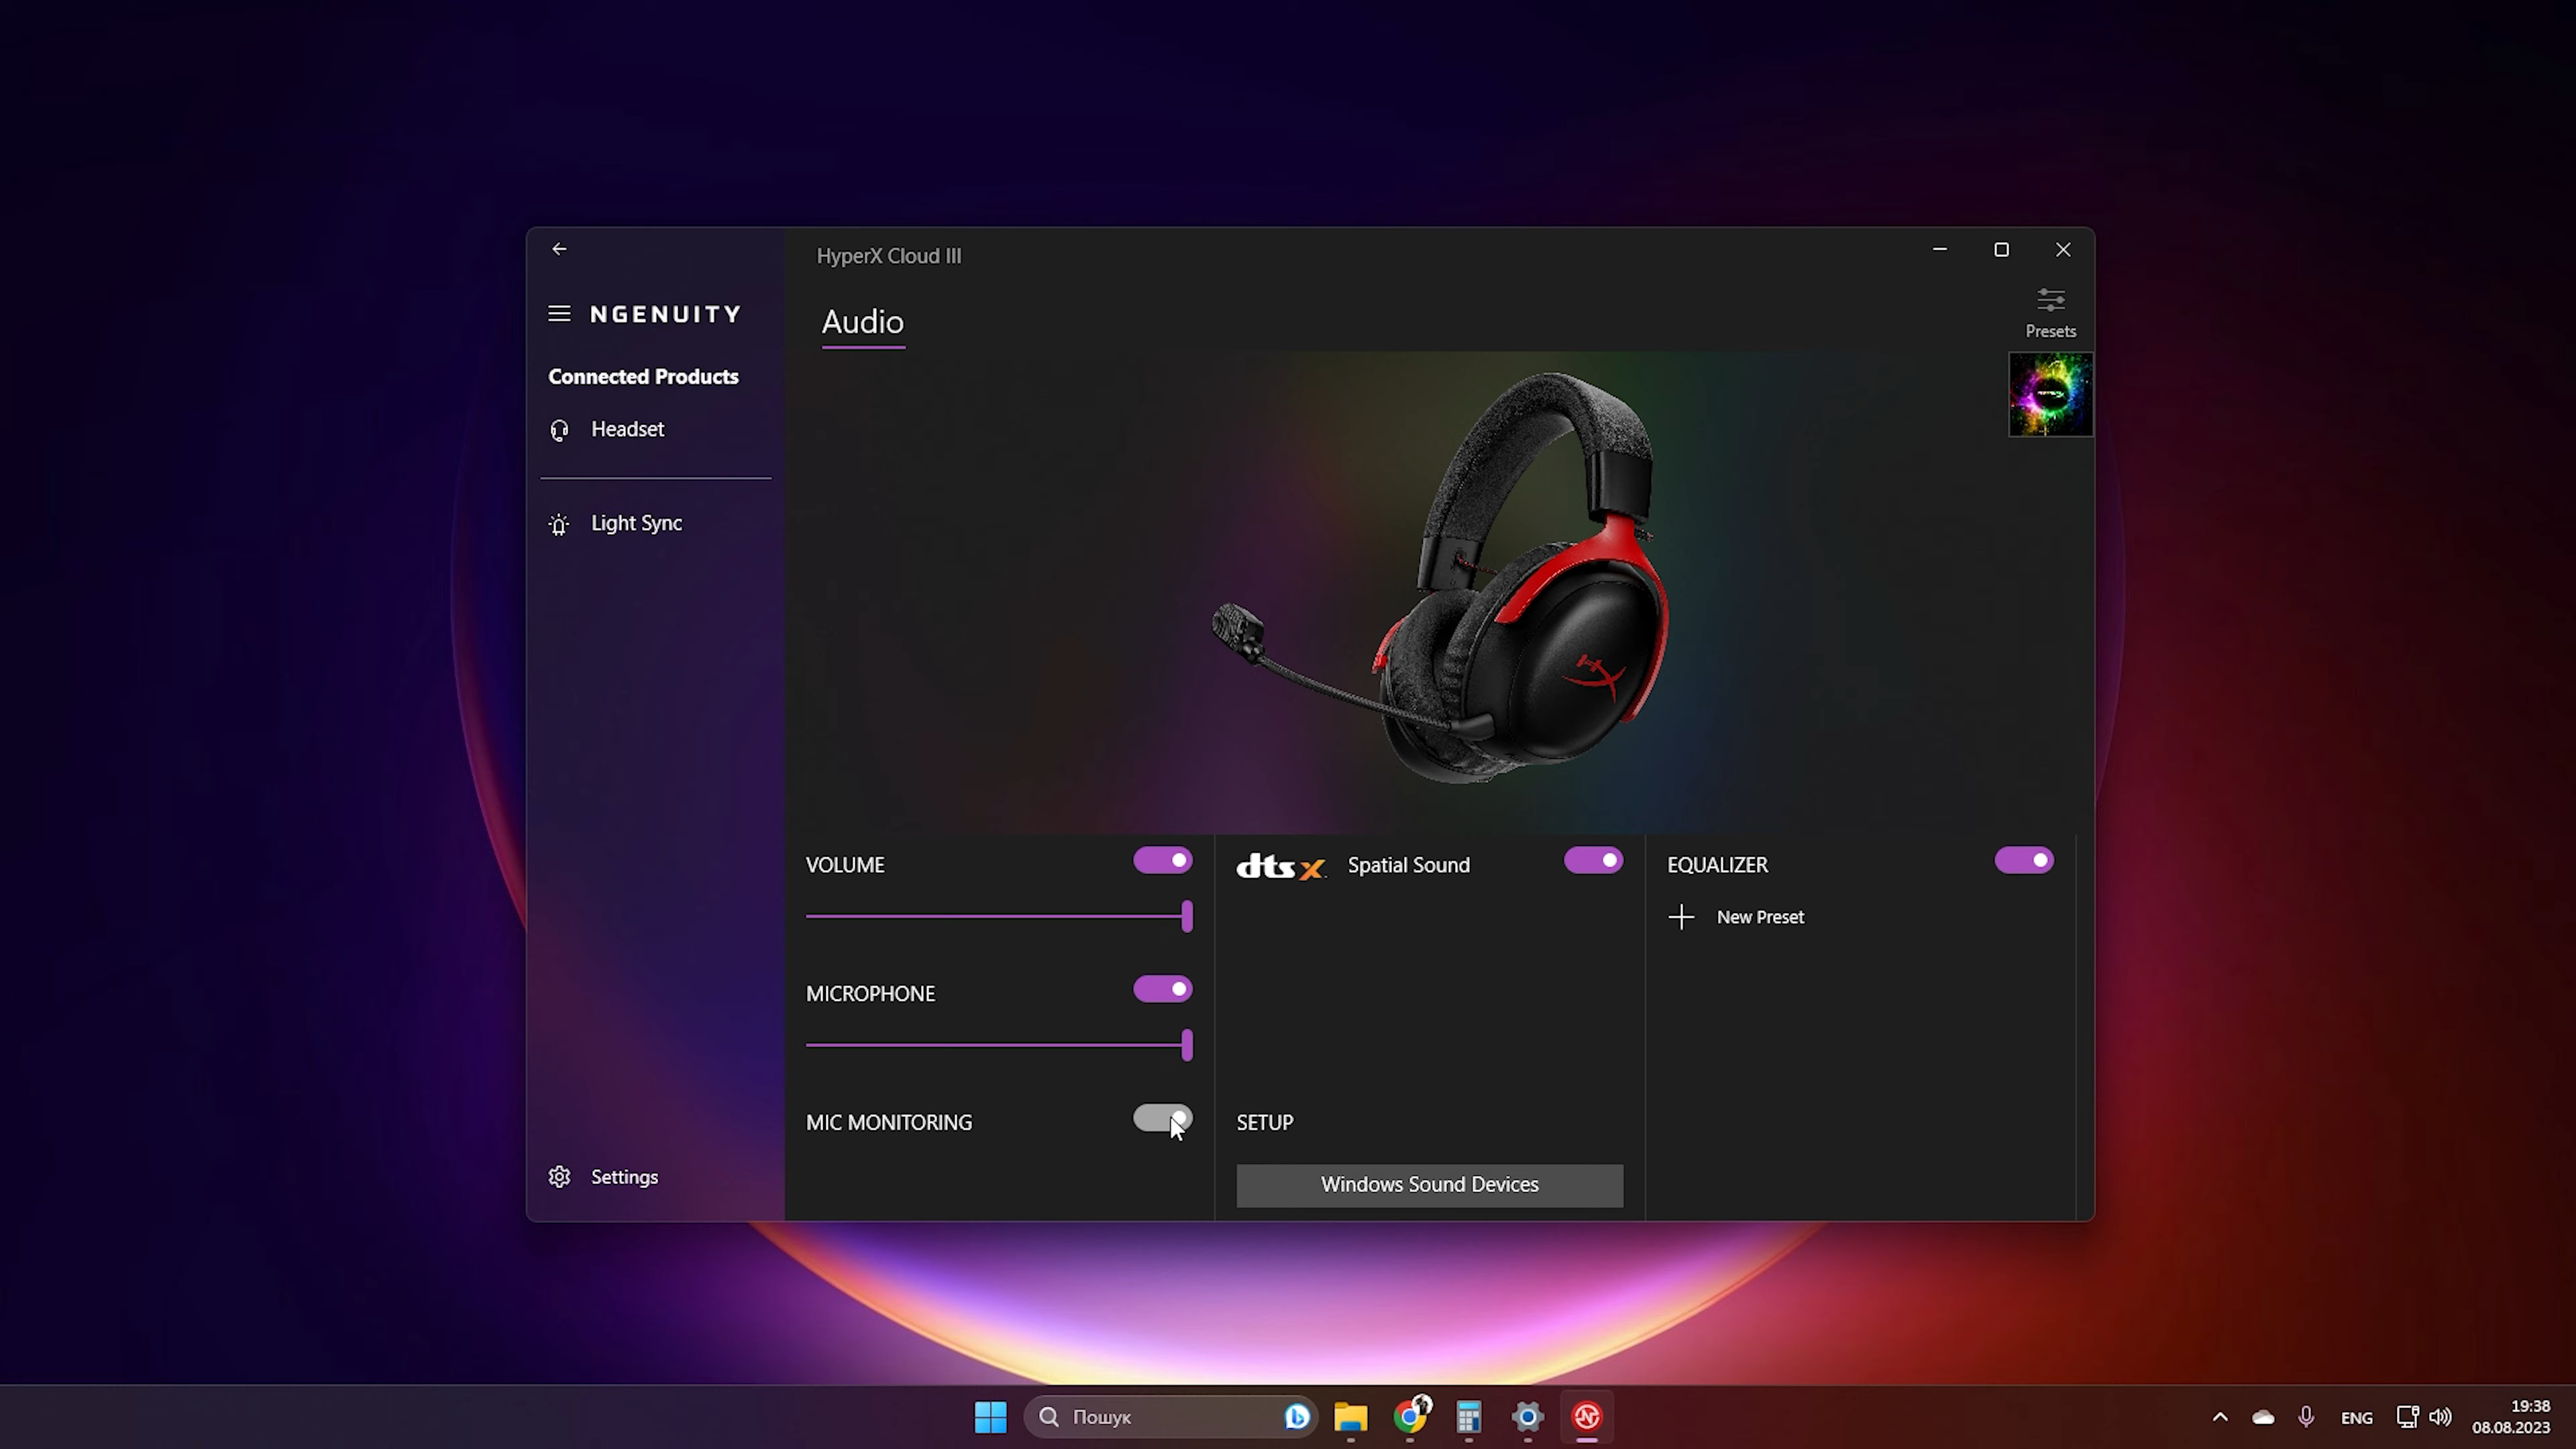 HyperX Cloud III
NGENUITY
Audio
Presets
Connected Products
Headset
Light Sync
Settings
VOLUME
MICROPHONE
MIC MONITORING
dts X
Spatial Sound
SETUP
Windows Sound Devices
EQUALIZER
New Preset
Пошук
ENG
19:38
08.08.2023